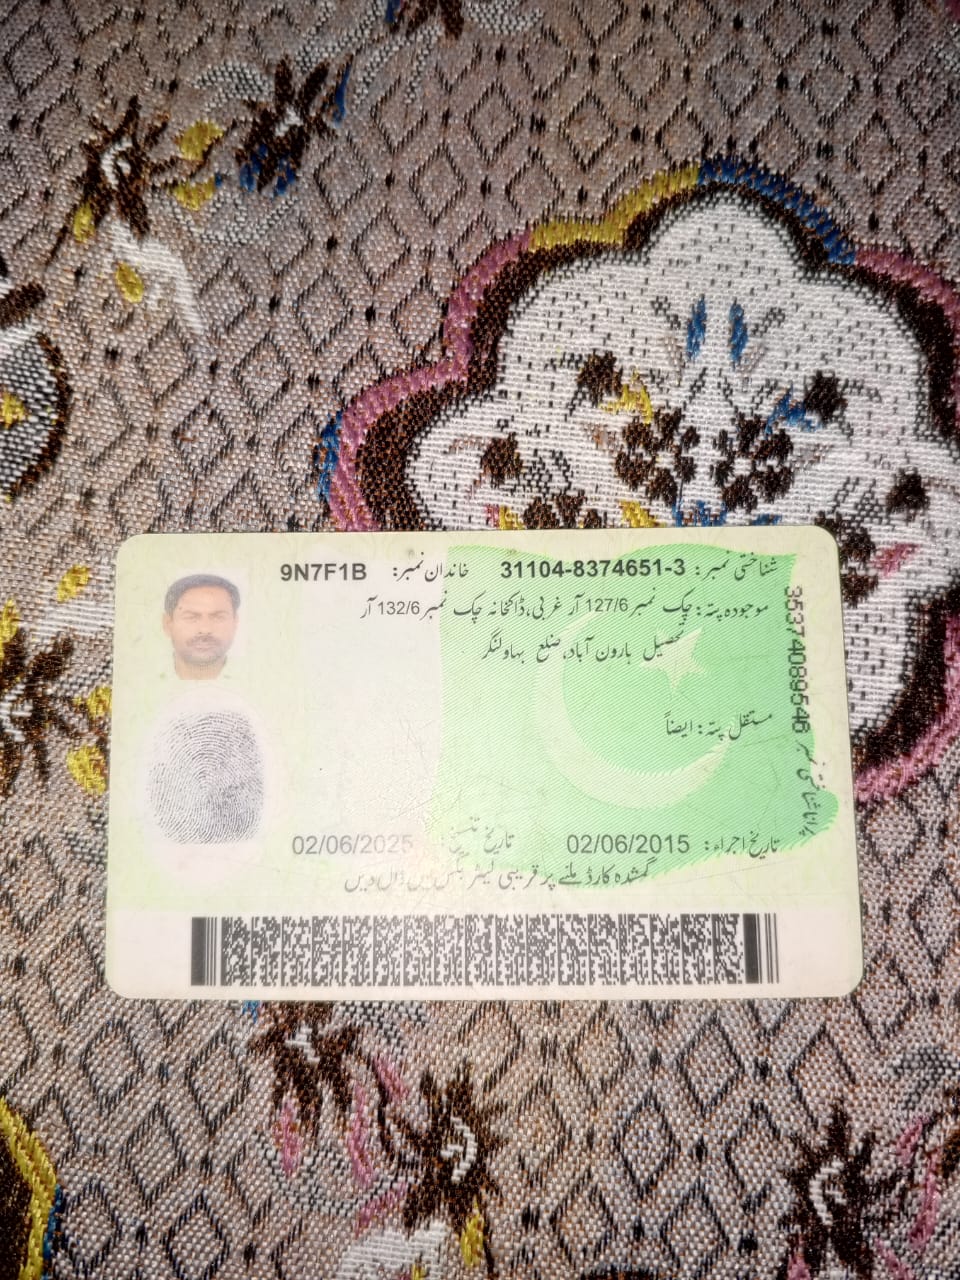 شناختی نمبر: 31104-8374651-3 خاندان نمبر: 9N7F1B
موجودہ پتہ: چک نمبر 127/6 آر غربی، ڈاکخانہ چک نمبر 132/6 آر
تحصیل ہارون آباد، ضلع بہاولنگر
مستقل پتہ: ایضاً
تاریخ اجراء: 02/06/2015 تاریخ تنسیخ: 02/06/2025
گمشدہ کارڈ ملنے پر قریبی لیٹر بکس میں ڈال دیں
35374089546